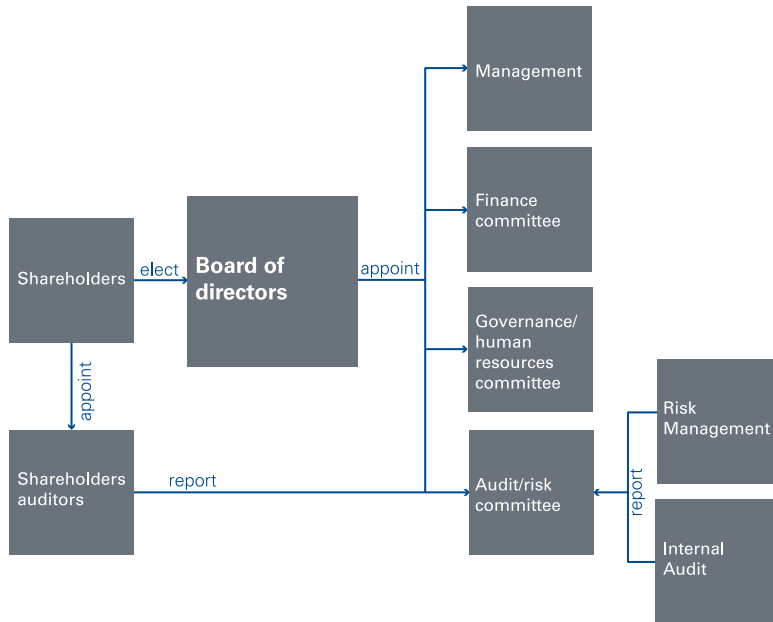 Management
Finance
committee
Shareholders
elect
Board of
directors
appoint
Governance/
human
resources
committee
appoint
Shareholders
auditors
report
Audit/risk
committee
report
Risk
Management
Internal
Audit